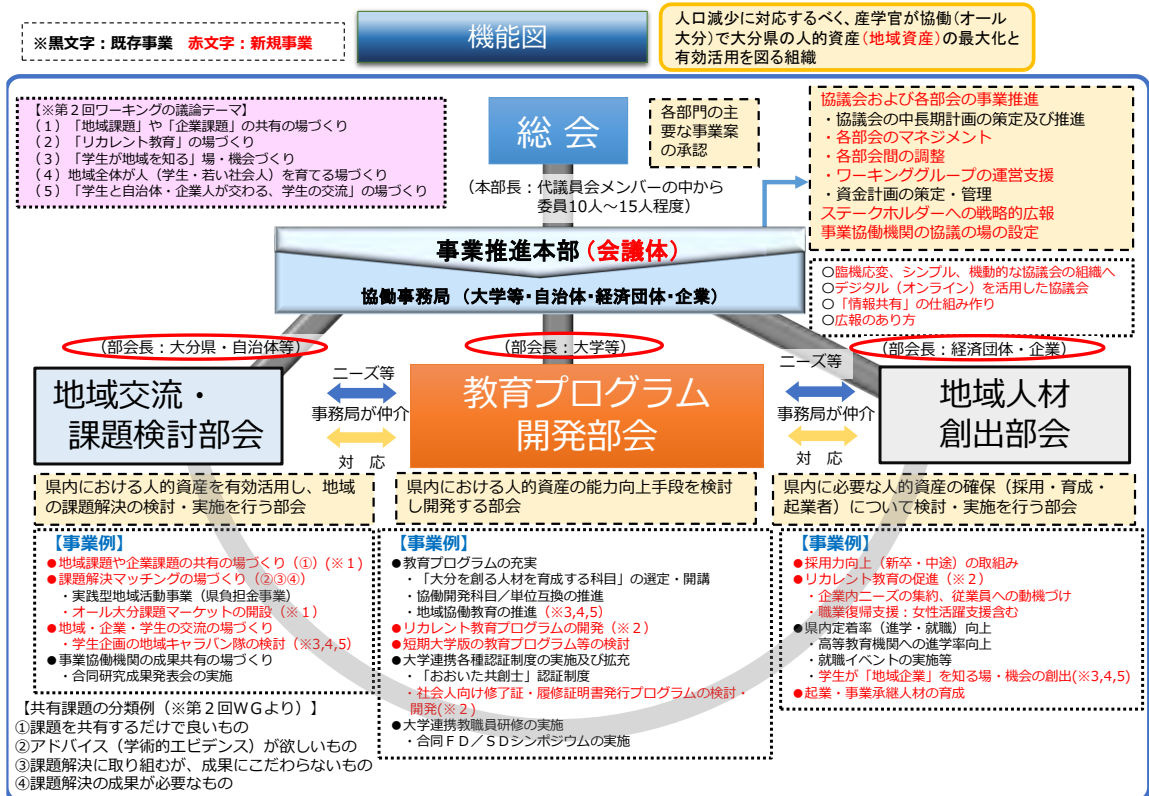 ※黒文字:既存事業　赤文字:新規事業
機能図
人口減少に対応するべく、産学官が協働(オール
大分)で大分県の人的資産(地域資産)の最大化と
有効活用を図る組織
【※第2回ワーキングの議論テーマ】
(1)「地域課題」や「企業課題」の共有の場づくり
(2)「リカレント教育」の場づくり
(3)「学生が地域を知る」場・機会づくり
(4)地域全体が人(学生・若い社会人)を育てる場づくり
(5)「学生と自治体・企業人が交わる、学生の交流」の場づくり
総会
各部門の主
要な事業案
の承認
協議会および各部会の事業推進
・協議会の中長期計画の策定及び推進
・各部会のマネジメント
・各部会間の調整
・ワーキンググループの運営支援
・資金計画の策定・管理
ステークホルダーへの戦略的広報
事業協働機関の協議の場の設定
(本部長:代議員会メンバーの中から
委員10人～15人程度)
事業推進本部(会議体)
協働事務局(大学等・自治体・経済団体・企業)
○臨機応変、シンプル、機動的な協議会の組織へ
○デジタル(オンライン)を活用した協議会
○「情報共有」の仕組み作り
○広報のあり方
(部会長:大分県・自治体等)
(部会長:大学等)
(部会長:経済団体・企業)
地域交流・
課題検討部会
ニーズ等
事務局が仲介
対　応
教育プログラム
開発部会
ニーズ等
事務局が仲介
対　応
地域人材
創出部会
県内における人的資産を有効活用し、地域
の課題解決の検討・実施を行う部会
県内における人的資産の能力向上手段を検討
し開発する部会
県内に必要な人的資産の確保(採用・育成・
起業者)について検討・実施を行う部会
【事業例】
●地域課題や企業課題の共有の場づくり(①)(※1)
●課題解決マッチングの場づくり(②③④)
・実践型地域活動事業(県負担金事業)
・オール大分課題マーケットの開設(※1)
●地域・企業・学生の交流の場づくり
・学生企画の地域キャラバン隊の検討(※3,4,5)
●事業協働機関の成果共有の場づくり
・合同研究成果発表会の実施
【事業例】
●教育プログラムの充実
・「大分を創る人材を育成する科目」の選定・開講
・協働開発科目/単位互換の推進
・地域協働教育の推進(※3,4,5)
●リカレント教育プログラムの開発(※2)
●短期大学版の教育プログラム等の検討
●大学連携各種認証制度の実施及び拡充
・「おおいた共創士」認証制度
・社会人向け修了証・履修証明書発行プログラムの検討・
開発(※2)
●大学連携教職員研修の実施
・合同FD/SDシンポジウムの実施
【事業例】
●採用力向上(新卒・中途)の取組み
●リカレント教育の促進(※2)
・企業内ニーズの集約、従業員への動機づけ
・職業復帰支援:女性活躍支援含む
●県内定着率(進学・就職)向上
・高等教育機関への進学率向上
・就職イベントの実施等
・学生が「地域企業」を知る場・機会の創出(※3,4,5)
●起業・事業承継人材の育成
【共有課題の分類例(※第2回WGより)】
①課題を共有するだけで良いもの
②アドバイス(学術的エビデンス)が欲しいもの
③課題解決に取り組むが、成果にこだわらないもの
④課題解決の成果が必要なもの